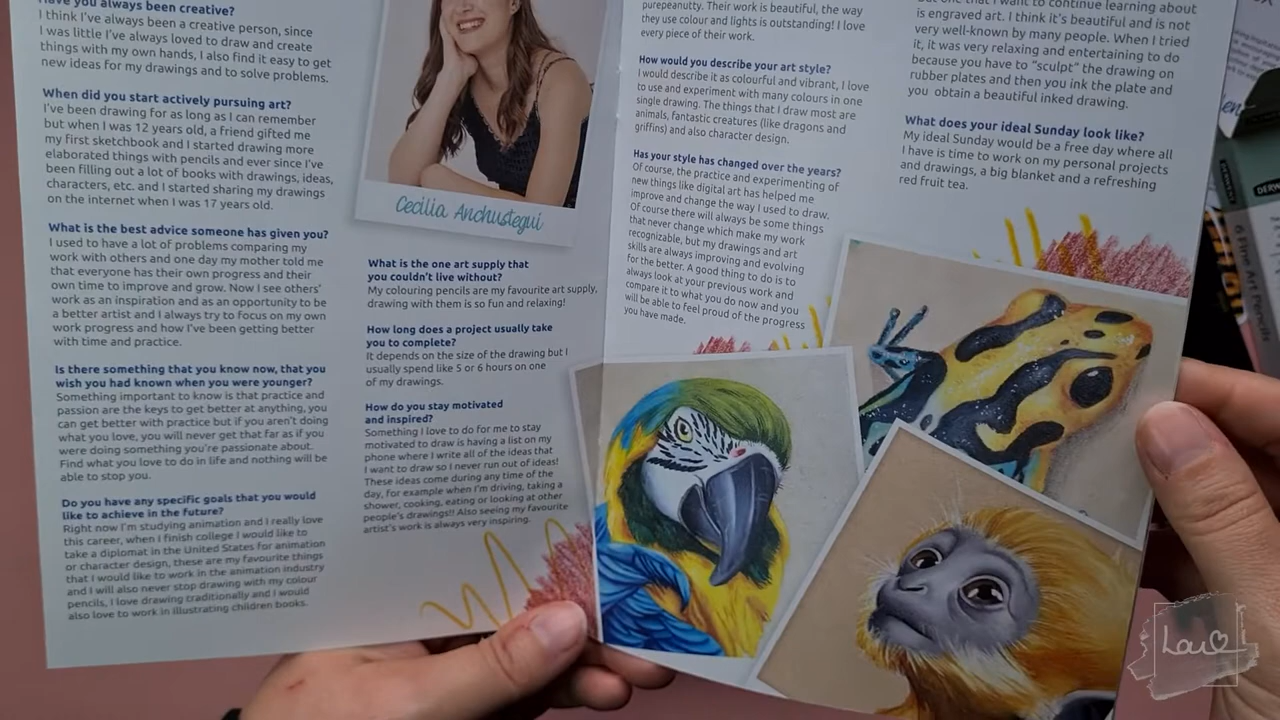 Have you always been creative?
I think I've always been a creative person, since
I was little I've always loved to draw and create
things with my own hands, I also find it easy to get
new ideas for my drawings and to solve problems.
When did you start actively pursuing art?
I've been drawing for as long as I can remember
but when I was 12 years old, a friend gifted me
my first sketchbook and I started drawing more
elaborated things with pencils and ever since I've
been filling out a lot of books with drawings, ideas,
characters, etc. and I started sharing my drawings
on the internet when I was 17 years old.
What is the best advice someone has given you?
I used to have a lot of problems comparing my
work with others and one day my mother told me
that everyone has their own progress and their
own time to improve and grow. Now I see others'
work as an inspiration and as an opportunity to be
a better artist and I always try to focus on my own
work progress and how I've been getting better
with time and practice.
Is there something that you know now, that you
wish you had known when you were younger?
Something important to know is that practice and
passion are the keys to get better at anything, you
can get better with practice but if you aren't doing
what you love, you will never get that far as if you
were doing something you're passionate about.
Find what you love to do in life and nothing will be
able to stop you.
Do you have any specific goals that you would
like to achieve in the future?
Right now I'm studying animation and I really love
this career, when I finish college I would like to
take a diplomat in the United States for animation
or character design, these are my favourite things
that I would like to work in the animation industry
and I will also never stop drawing with my colour
pencils, I love drawing traditionally and I would
also love to work in illustrating children books.
Cecilia Anchustegui
What is the one art supply that
you couldn't live without?
My colouring pencils are my favourite art supply,
drawing with them is so fun and relaxing!
How long does a project usually take
you to complete?
It depends on the size of the drawing but I
usually spend like 5 or 6 hours on one
of my drawings.
How do you stay motivated
and inspired?
Something I love to do for me to stay
motivated to draw is having a list on my
phone where I write all of the ideas that
I want to draw so I never run out of ideas!
These ideas come during any time of the
day, for example when I'm driving, taking a
shower, cooking, eating or looking at other
people's drawings!! Also seeing my favourite
artist's work is always very inspiring.
purepeanutty. Their work is beautiful, the way
they use colour and lights is outstanding! I love
every piece of their work.
How would you describe your art style?
I would describe it as colourful and vibrant, I love
to use and experiment with many colours in one
single drawing. The things that I draw most are
animals, fantastic creatures (like dragons and
griffins) and also character design.
Has your style has changed over the years?
Of course, the practice and experimenting of
new things like digital art has helped me
improve and change the way I used to draw.
Of course there will always be some things
that never change which make my work
recognizable, but my drawings and art
skills are always improving and evolving
for the better. A good thing to do is to
always look at your previous work and
compare it to what you do now and you
will be able to feel proud of the progress
you have made.
but one that I want to continue learning about
is engraved art. I think it's beautiful and is not
very well-known by many people. When I tried
it, it was very relaxing and entertaining to do
because you have to "sculpt" the drawing on
rubber plates and then you ink the plate and
you obtain a beautiful inked drawing.
What does your ideal Sunday look like?
My ideal Sunday would be a free day where all
I have is time to work on my personal projects
and drawings, a big blanket and a refreshing
red fruit tea.
6 Fine Art Pencils
Lou